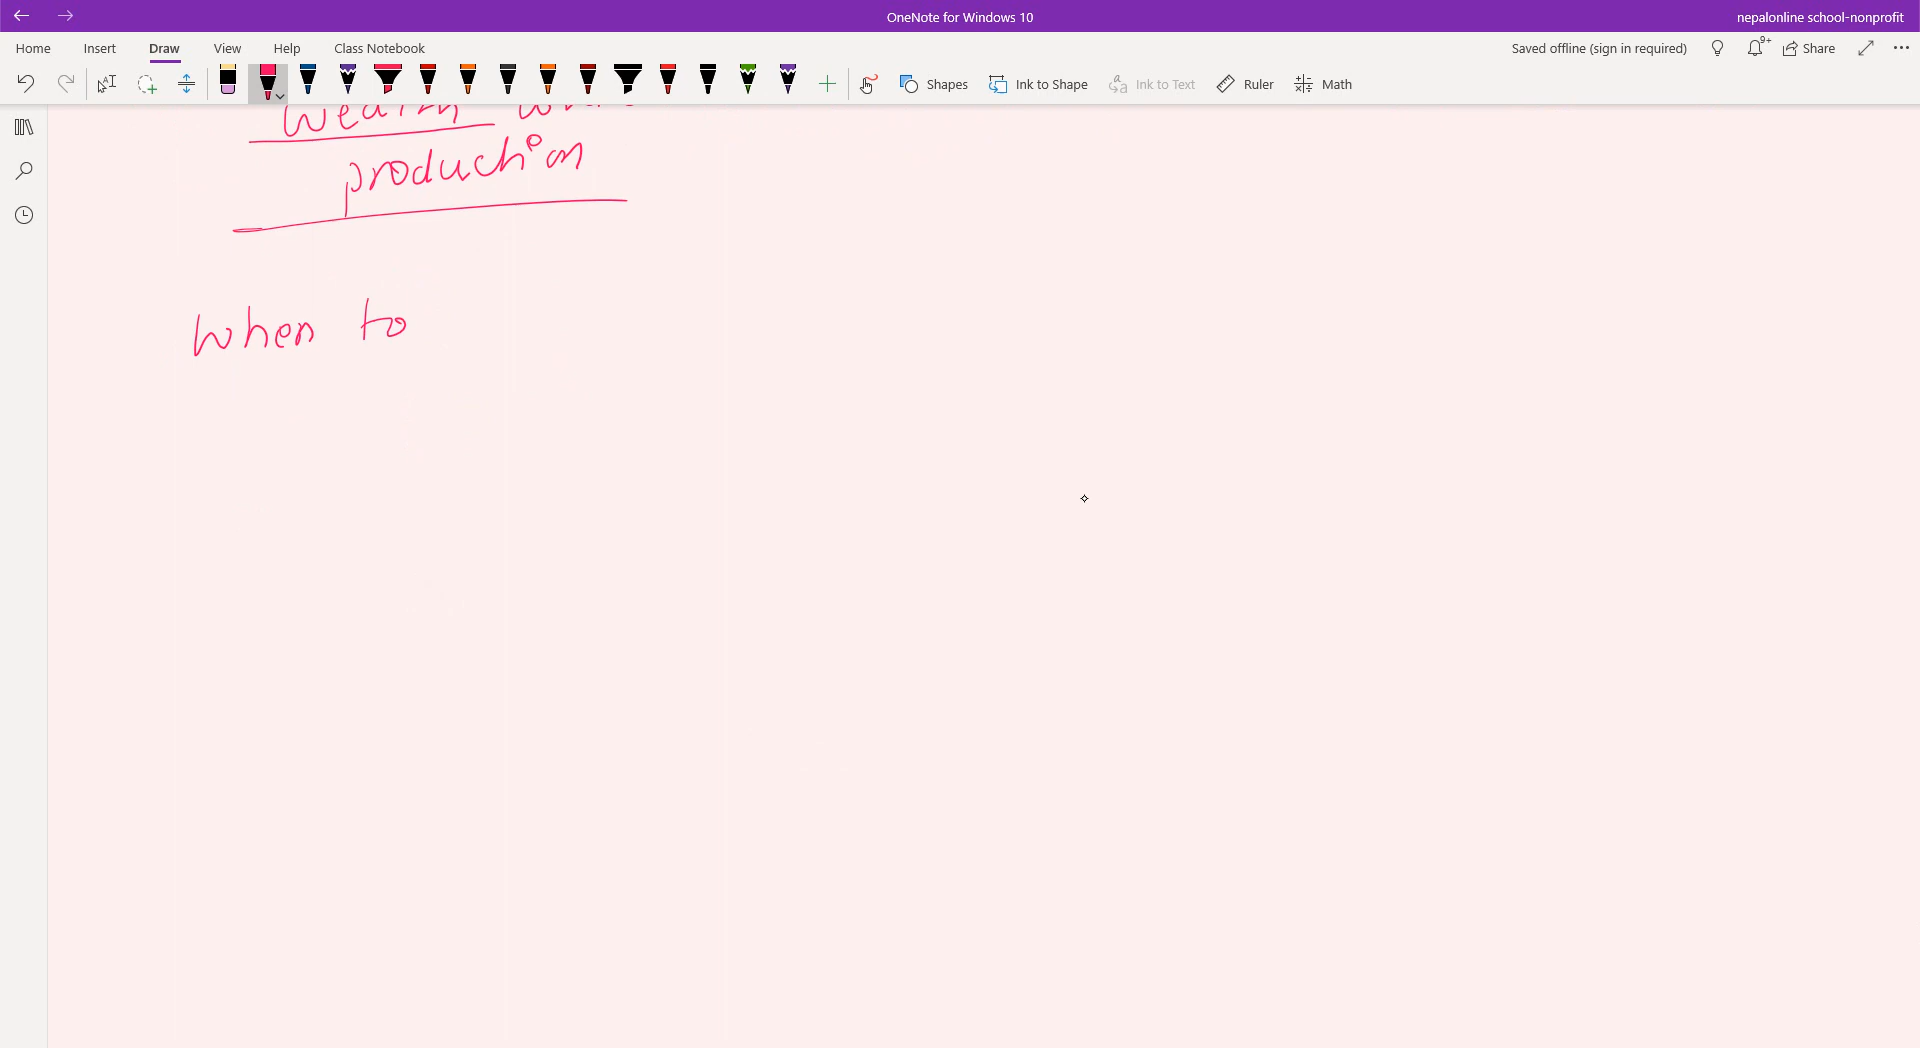 OneNote for Windows 10
nepalonline school-nonprofit
Home Insert Draw View Help Class Notebook
Saved offline (sign in required) 9+ Share
Ink to Shape Ink to Text Ruler Math
Shapes
production
When to